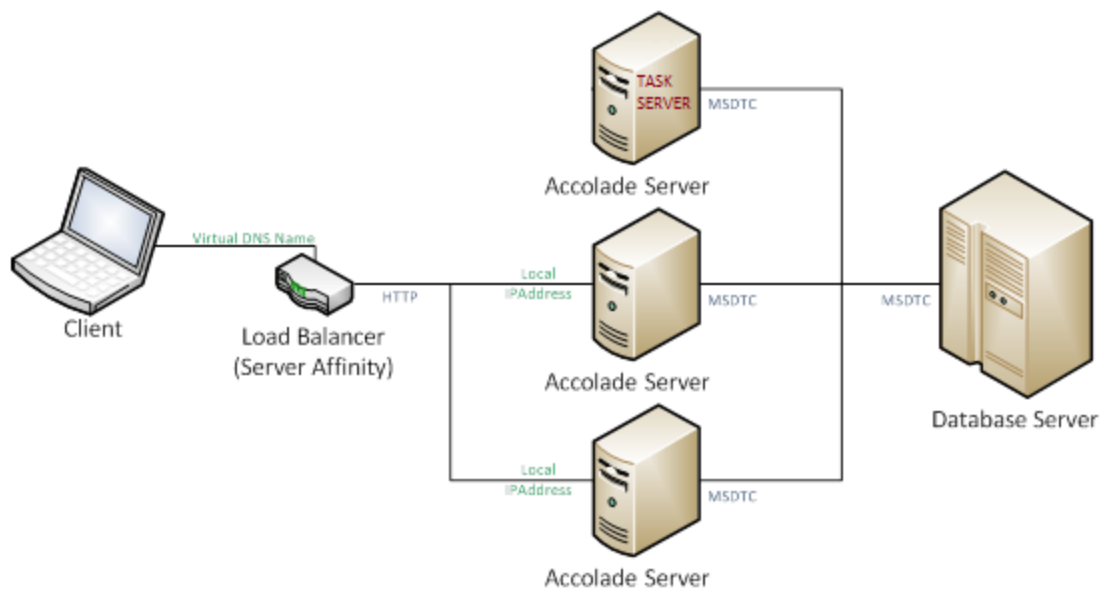 TASK
SERVER
MSDTC
Accolade Server
Virtual DNS Name
Client
Load Balancer
(Server Affinity)
HTTP
Local
IPAddress
MSDTC
Accolade Server
MSDTC
Database Server
Local
IPAddress
MSDTC
Accolade Server